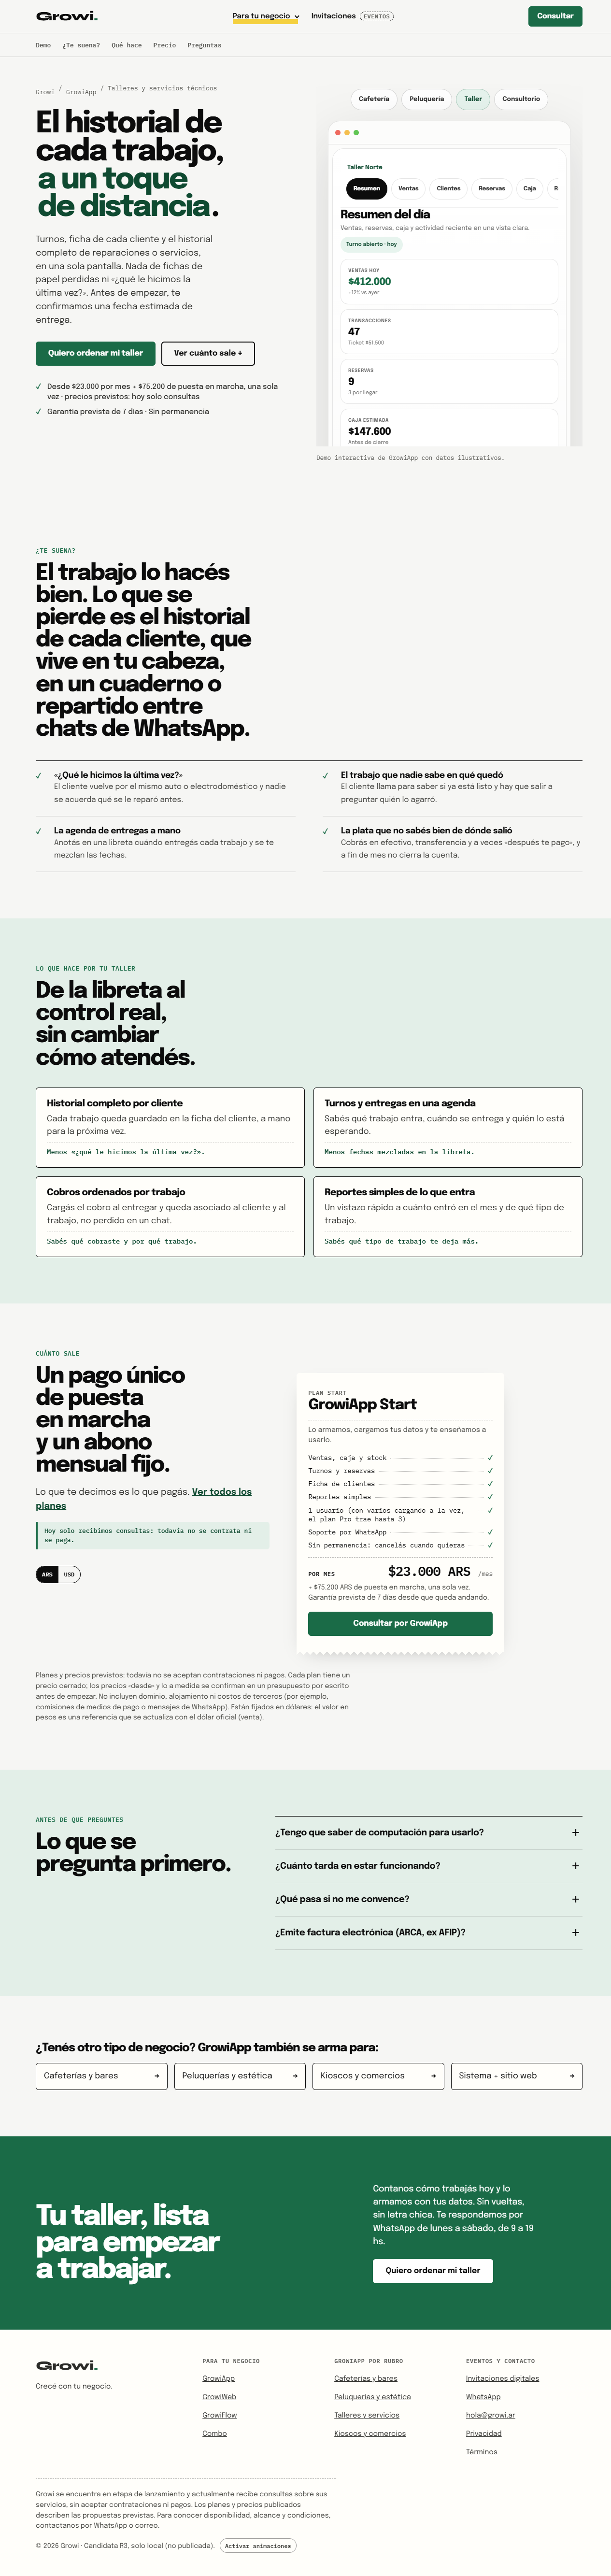 Growi.
Para tu negocio
Invitaciones EVENTOS
Consultar
Demo ¿Te suena? Qué hace Precio Preguntas
Growi / GrowiApp / Talleres y servicios técnicos
El historial de
cada trabajo,
a un toque
de distancia.
Turnos, ficha de cada cliente y el historial
completo de reparaciones o servicios,
en una sola pantalla. Nada de fichas de
papel perdidas ni «¿qué le hicimos la
última vez?». Antes de empezar, te
confirmamos una fecha estimada de
entrega.
Quiero ordenar mi taller
Ver cuánto sale ↓
✓ Desde $23.000 por mes + $75.200 de puesta en marcha, una sola
vez · precios previstos: hoy solo consultas
✓ Garantía prevista de 7 días · Sin permanencia
Cafetería Peluquería Taller Consultorio
Taller Norte
Resumen Ventas Clientes Reservas Caja
Resumen del día
Ventas, reservas, caja y actividad reciente en una vista clara.
Turno abierto · hoy
VENTAS HOY
$412.000
+12% vs ayer
TRANSACCIONES
47
Ticket $51.500
RESERVAS
9
3 por llegar
CAJA ESTIMADA
$147.600
Antes de cierre
Demo interactiva de GrowiApp con datos ilustrativos.
¿TE SUENA?
El trabajo lo hacés
bien. Lo que se
pierde es el historial
de cada cliente, que
vive en tu cabeza,
en un cuaderno o
repartido entre
chats de WhatsApp.
✓ «¿Qué le hicimos la última vez?»
El cliente vuelve por el mismo auto o electrodoméstico y nadie
se acuerda qué se le reparó antes.
✓ El trabajo que nadie sabe en qué quedó
El cliente llama para saber si ya está listo y hay que salir a
preguntar quién lo agarró.
✓ La agenda de entregas a mano
Anotás en una libreta cuándo entregás cada trabajo y se te
mezclan las fechas.
✓ La plata que no sabés bien de dónde salió
Cobrás en efectivo, transferencia y a veces «después te pago», y
a fin de mes no cierra la cuenta.
LO QUE HACE POR TU TALLER
De la libreta al
control real,
sin cambiar
cómo atendés.
Historial completo por cliente
Cada trabajo queda guardado en la ficha del cliente, a mano
para la próxima vez.
Menos «¿qué le hicimos la última vez?».
Turnos y entregas en una agenda
Sabés qué trabajo entra, cuándo se entrega y quién lo está
esperando.
Menos fechas mezcladas en la libreta.
Cobros ordenados por trabajo
Cargás el cobro al entregar y queda asociado al cliente y al
trabajo, no perdido en un chat.
Sabés qué cobraste y por qué trabajo.
Reportes simples de lo que entra
Un vistazo rápido a cuánto entró en el mes y de qué tipo de
trabajo.
Sabés qué tipo de trabajo te deja más.
CUÁNTO SALE
Un pago único
de puesta
en marcha
y un abono
mensual fijo.
Lo que te decimos es lo que pagás. Ver todos los
planes
Hoy solo recibimos consultas: todavía no se contrata ni
se paga.
ARS USD
PLAN START
GrowiApp Start
Lo armamos, cargamos tus datos y te enseñamos a
usarlo.
Ventas, caja y stock ✓
Turnos y reservas ✓
Ficha de clientes ✓
Reportes simples ✓
1 usuario (con varios cargando a la vez, ✓
el plan Pro trae hasta 3)
Soporte por WhatsApp ✓
Sin permanencia: cancelás cuando quieras ✓
POR MES $23.000 ARS /mes
+ $75.200 ARS de puesta en marcha, una sola vez.
Garantía prevista de 7 días desde que queda andando.
Consultar por GrowiApp
Planes y precios previstos: todavía no se aceptan contrataciones ni pagos. Cada plan tiene un
precio cerrado; los precios «desde» y lo a medida se confirman en un presupuesto por escrito
antes de empezar. No incluyen dominio, alojamiento ni costos de terceros (por ejemplo,
comisiones de medios de pago o mensajes de WhatsApp). Están fijados en dólares: el valor en
pesos es una referencia que se actualiza con el dólar oficial (venta).
ANTES DE QUE PREGUNTES
Lo que se
pregunta primero.
¿Tengo que saber de computación para usarlo? +
¿Cuánto tarda en estar funcionando? +
¿Qué pasa si no me convence? +
¿Emite factura electrónica (ARCA, ex AFIP)? +
¿Tenés otro tipo de negocio? GrowiApp también se arma para:
Cafeterías y bares →
Peluquerías y estética →
Kioscos y comercios →
Sistema + sitio web →
Tu taller, lista
para empezar
a trabajar.
Contanos cómo trabajás hoy y lo
armamos con tus datos. Sin vueltas,
sin letra chica. Te respondemos por
WhatsApp de lunes a sábado, de 9 a 19
hs.
Quiero ordenar mi taller
Growi.
Crecé con tu negocio.
PARA TU NEGOCIO
GrowiApp
GrowiWeb
GrowiFlow
Combo
GROWIAPP POR RUBRO
Cafeterías y bares
Peluquerías y estética
Talleres y servicios
Kioscos y comercios
EVENTOS Y CONTACTO
Invitaciones digitales
WhatsApp
hola@growi.ar
Privacidad
Términos
Growi se encuentra en etapa de lanzamiento y actualmente recibe consultas sobre sus
servicios, sin aceptar contrataciones ni pagos. Los planes y precios publicados
describen las propuestas previstas. Para conocer disponibilidad, alcance y condiciones,
contactanos por WhatsApp o correo.
© 2026 Growi · Candidata R3, solo local (no publicada). Activar animaciones